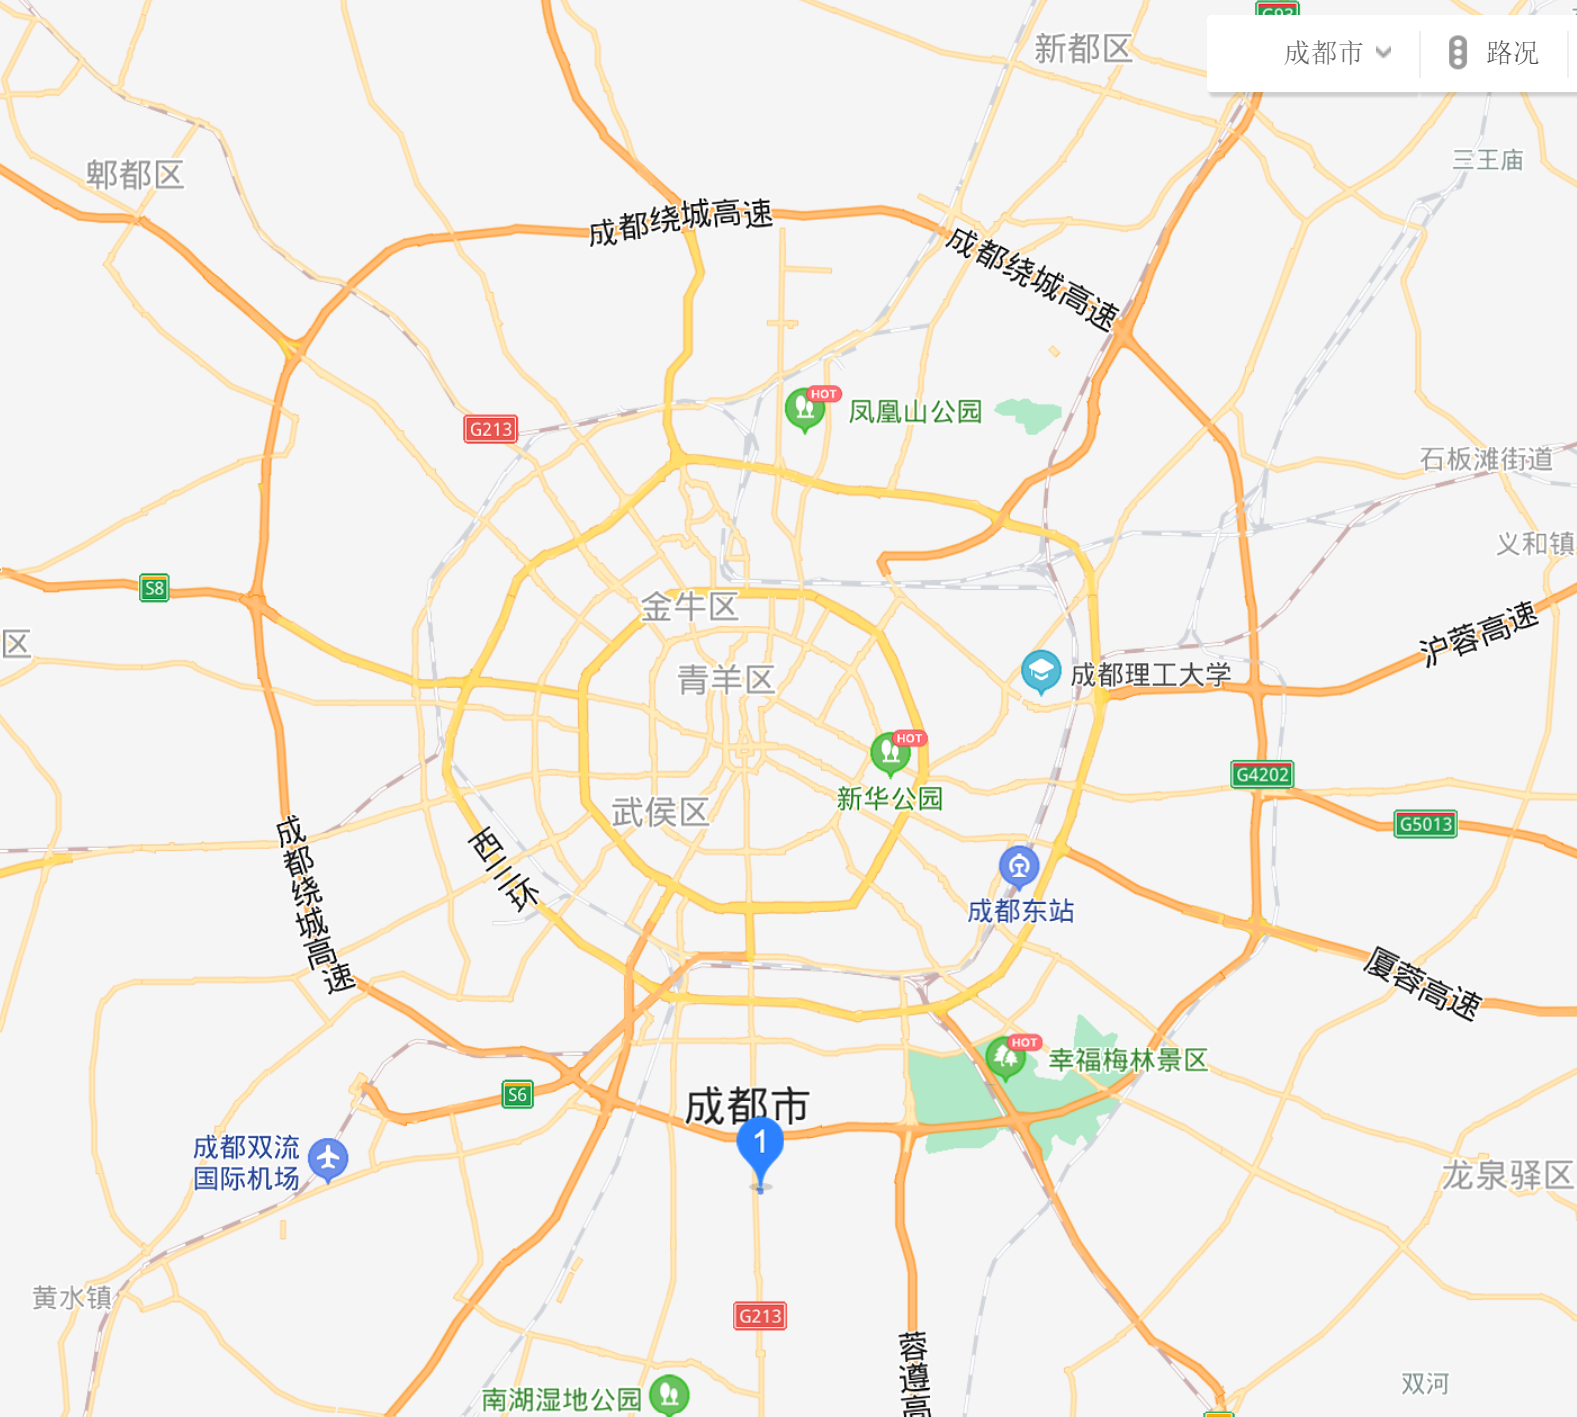 G93
新都区
成都市
路况
三王庙
郫都区
成都绕城高速
成都绕城高速
HOT
凤凰山公园
G213
石板滩街道
义和镇
S8
金牛区
沪蓉高速
区
青羊区
成都理工大学
HOT
新华公园
G4202
武侯区
G5013
成都绕城高速
西三环
成都东站
厦蓉高速
HOT
幸福梅林景区
S6
成都市
1
成都双流
国际机场
龙泉驿区
黄水镇
G213
蓉遵高
双河
南湖湿地公园